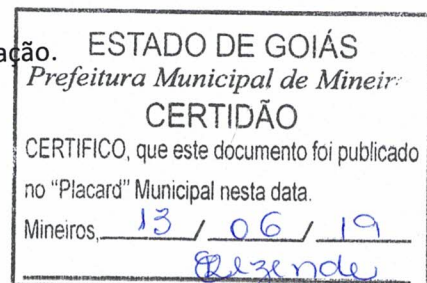 ação.
ESTADO DE GOIÁS
Prefeitura Municipal de Mineir
CERTIDÃO
CERTIFICO, que este documento foi publicado
no "Placard" Municipal nesta data.
Mineiros, 13 / 06 / 19
Rezende